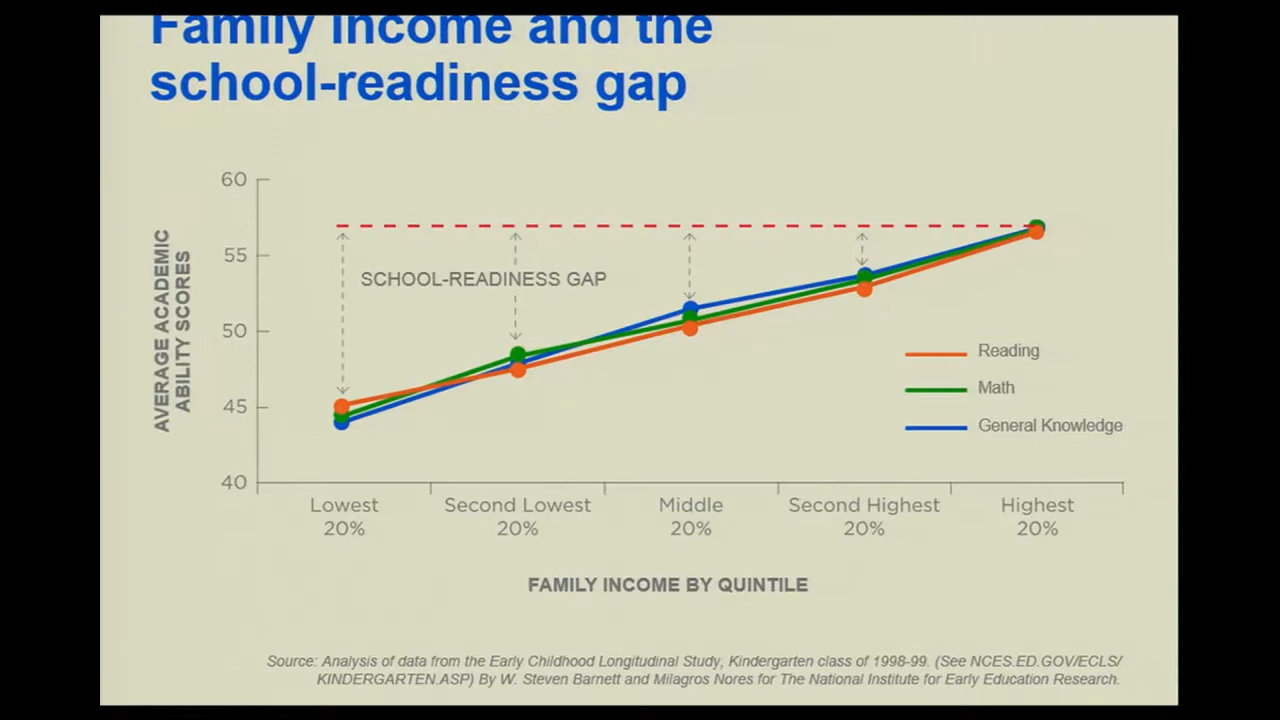 Family income and the
school-readiness gap
60
55
50
45
40
AVERAGE ACADEMIC
ABILITY SCORES
SCHOOL-READINESS GAP
Reading
Math
General Knowledge
Lowest
20%
Second Lowest
20%
Middle
20%
Second Highest
20%
Highest
20%
FAMILY INCOME BY QUINTILE
Source: Analysis of data from the Early Childhood Longitudinal Study, Kindergarten class of 1998-99. (See NCES.ED.GOV/ECLS/
KINDERGARTEN.ASP) By W. Steven Barnett and Milagros Nores for The National Institute for Early Education Research.